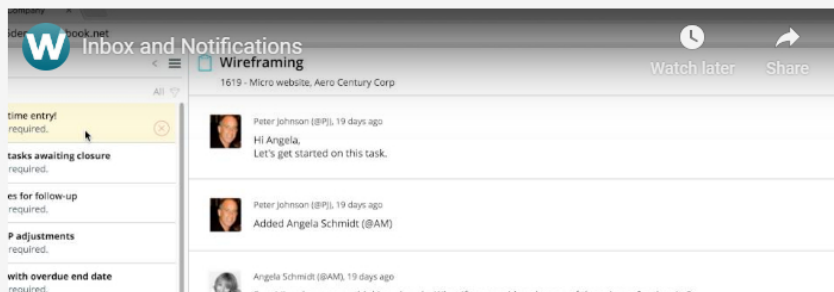 Company
book.net
W Inbox and Notifications
Watch later
Share
Wireframing
1619 - Micro website, Aero Century Corp
All
time entry!
required.
tasks awaiting closure
required.
es for follow-up
required.
P adjustments
required.
with overdue end date
required.
Peter Johnson (@PJ), 19 days ago
Hi Angela,
Let's get started on this task.
Peter Johnson (@PJ), 19 days ago
Added Angela Schmidt (@AM)
Angela Schmidt (@AM), 19 days ago